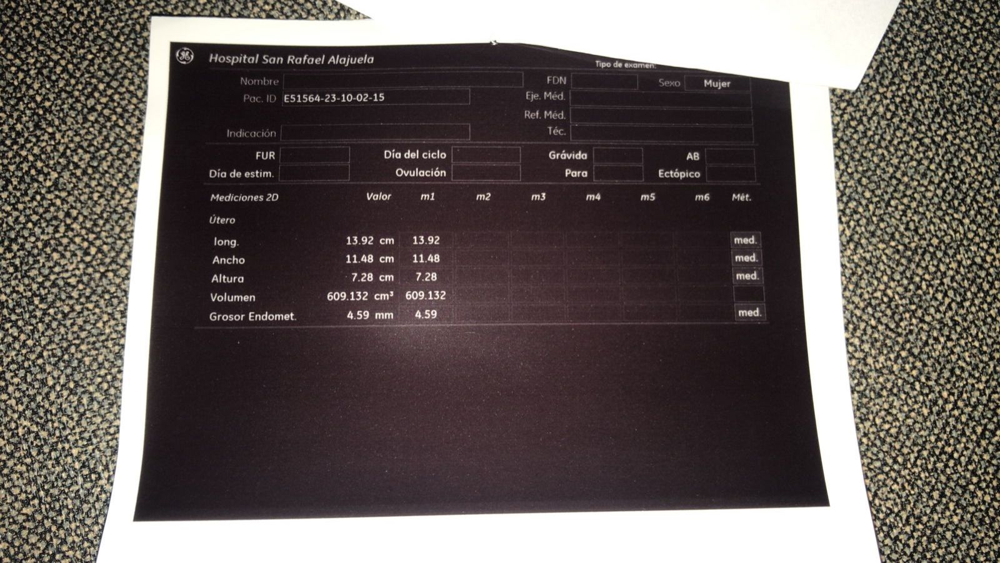 Hospital San Rafael Alajuela
Tipo de examen:
Nombre FDN Sexo Mujer
Pac. ID E51564-23-10-02-15 Eje. Méd.
Ref. Méd.
Indicación Téc.
FUR Día del ciclo Grávida AB
Día de estim. Ovulación Para Ectópico
Mediciones 2D Valor m1 m2 m3 m4 m5 m6 Mét.
Útero
long. 13.92 cm 13.92 med.
Ancho 11.48 cm 11.48 med.
Altura 7.28 cm 7.28 med.
Volumen 609.132 cm³ 609.132
Grosor Endomet. 4.59 mm 4.59 med.